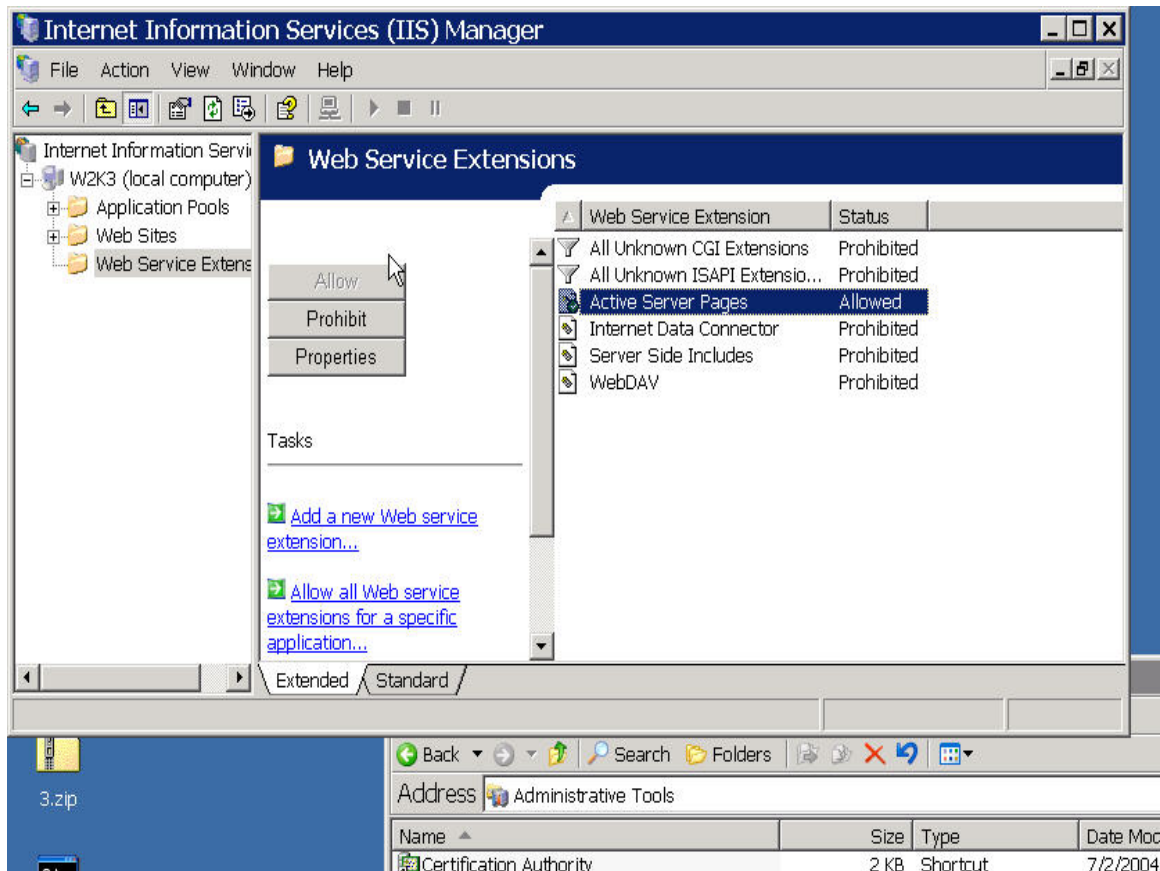 Internet Information Services (IIS) Manager
File Action View Window Help
Internet Information Servi
W2K3 (local computer)
Application Pools
Web Sites
Web Service Extens
Web Service Extensions
Allow
Prohibit
Properties
Tasks
Add a new Web service
extension...
Allow all Web service
extensions for a specific
application...
Web Service Extension Status
All Unknown CGI Extensions Prohibited
All Unknown ISAPI Extensio... Prohibited
Active Server Pages Allowed
Internet Data Connector Prohibited
Server Side Includes Prohibited
WebDAV Prohibited
Extended Standard
3.zip
Back Search Folders
Address Administrative Tools
Name Size Type Date Moc
Certification Authority 2 KB Shortcut 7/2/2004